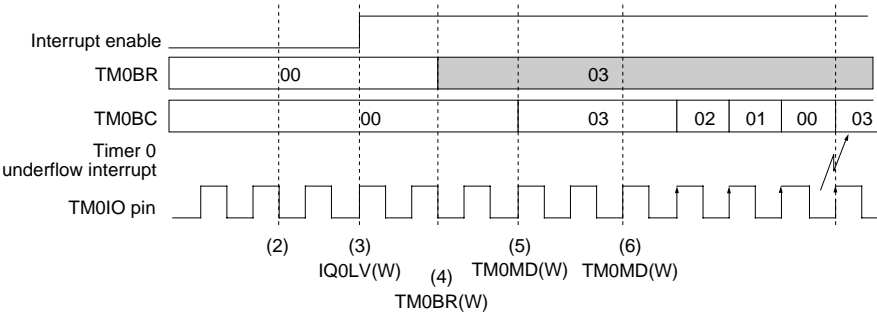 Interrupt enable
TM0BR 00 03
TM0BC 00 03 02 01 00 03
Timer 0
underflow interrupt
TM0IO pin
(2) (3) (5) (6)
IQ0LV(W) (4) TM0MD(W) TM0MD(W)
TM0BR(W)